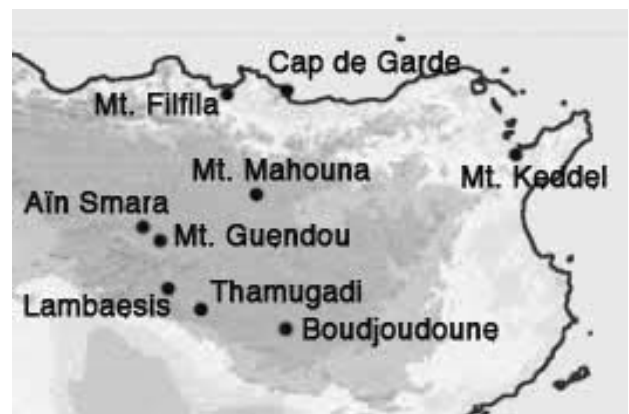 Cap de Garde
Mt. Filfila
Mt. Mahouna
Mt. Keddel
Aïn Smara
Mt. Guendou
Lambaesis
Thamugadi
Boudjoudoune